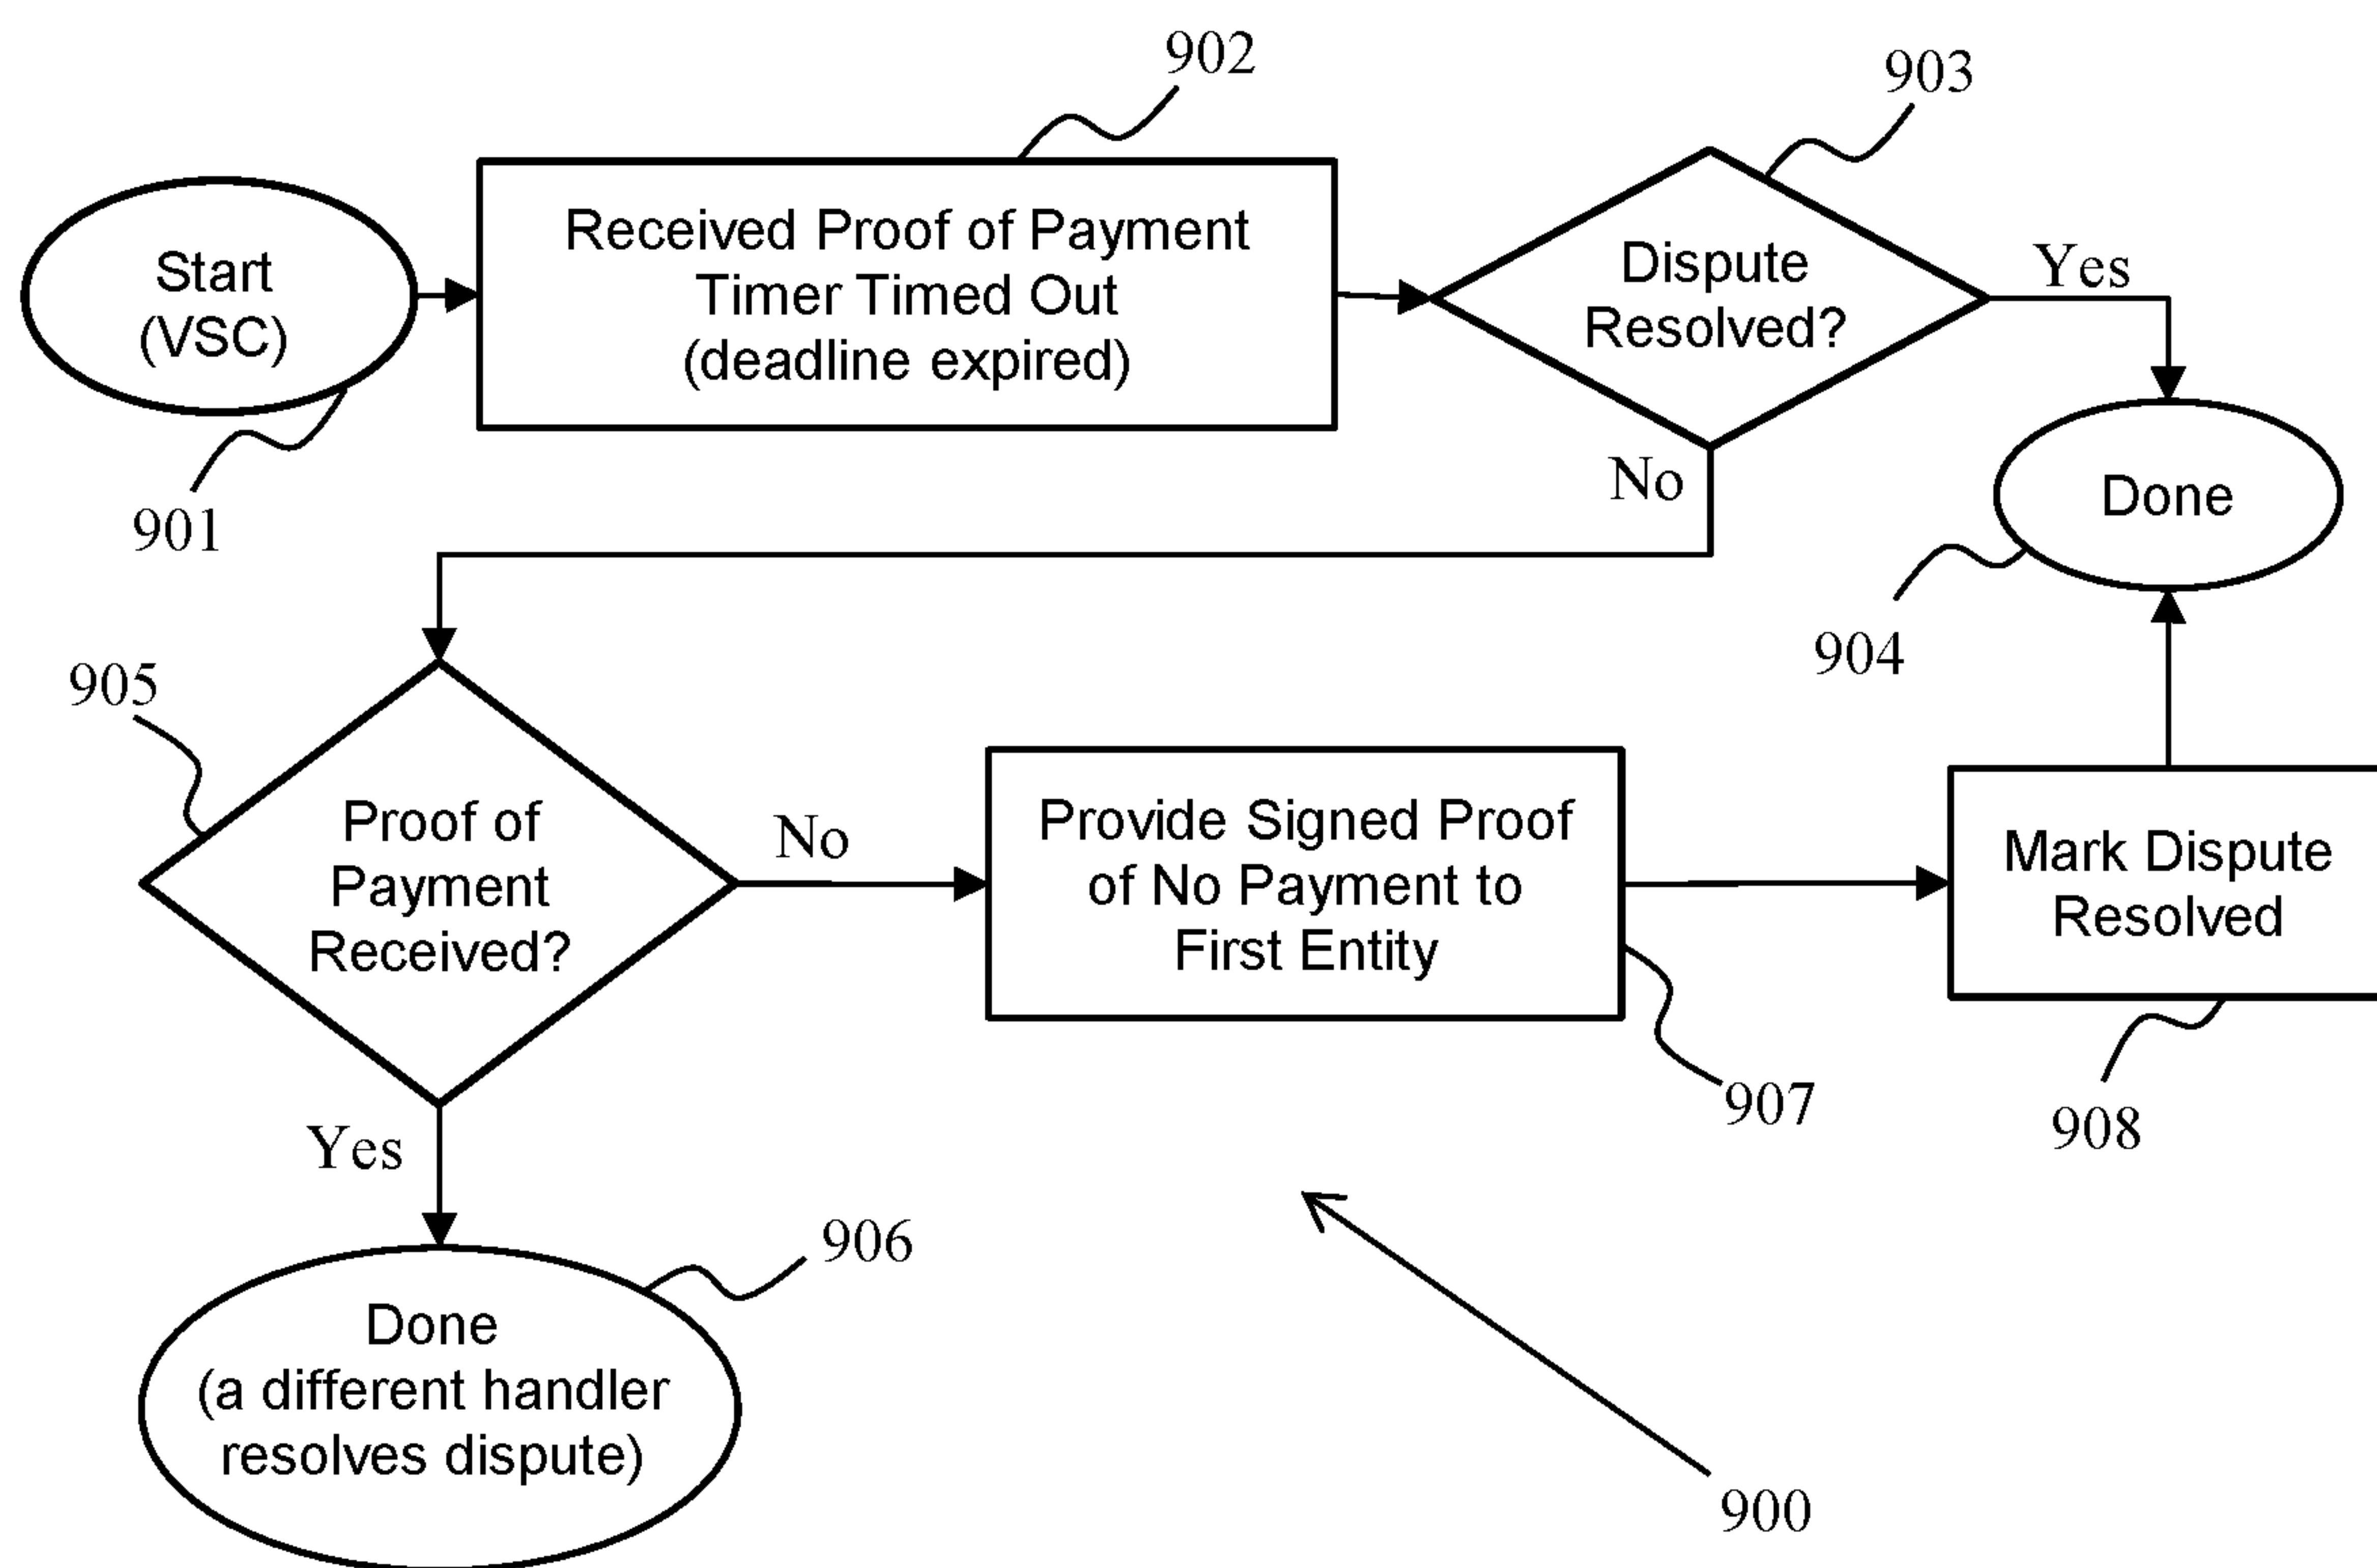 902
903
Start
(VSC)
Received Proof of Payment
Timer Timed Out
(deadline expired)
Dispute
Resolved?
Yes
Done
No
901
904
905
Proof of
Payment
Received?
No
Provide Signed Proof
of No Payment to
First Entity
Mark Dispute
Resolved
907
908
Yes
906
Done
(a different handler
resolves dispute)
900